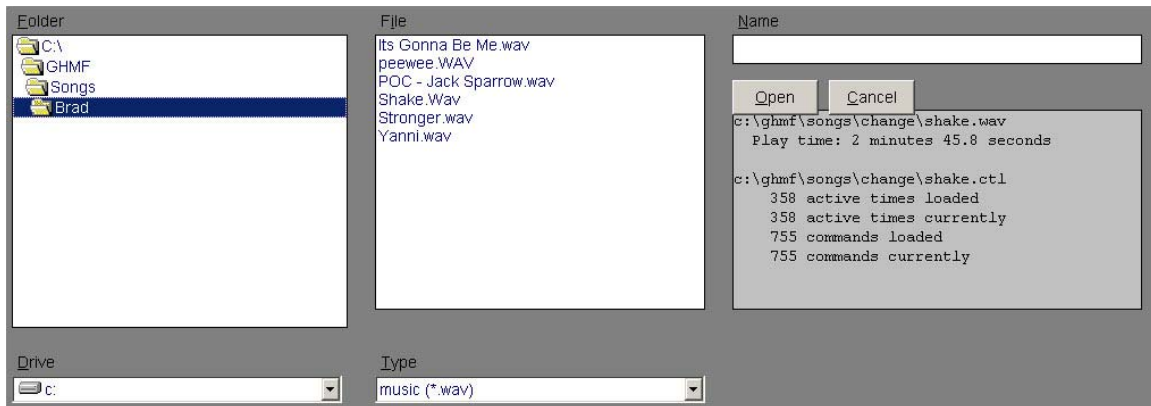 Folder
C:\
GHMF
Songs
Brad
File
Its Gonna Be Me.wav
peewee.WAV
POC - Jack Sparrow.wav
Shake.Wav
Stronger.wav
Yanni.wav
Name
Open Cancel
c:\ghmf\songs\change\shake.wav
Play time: 2 minutes 45.8 seconds
c:\ghmf\songs\change\shake.ctl
358 active times loaded
358 active times currently
755 commands loaded
755 commands currently
Drive
c:
Type
music (*.wav)